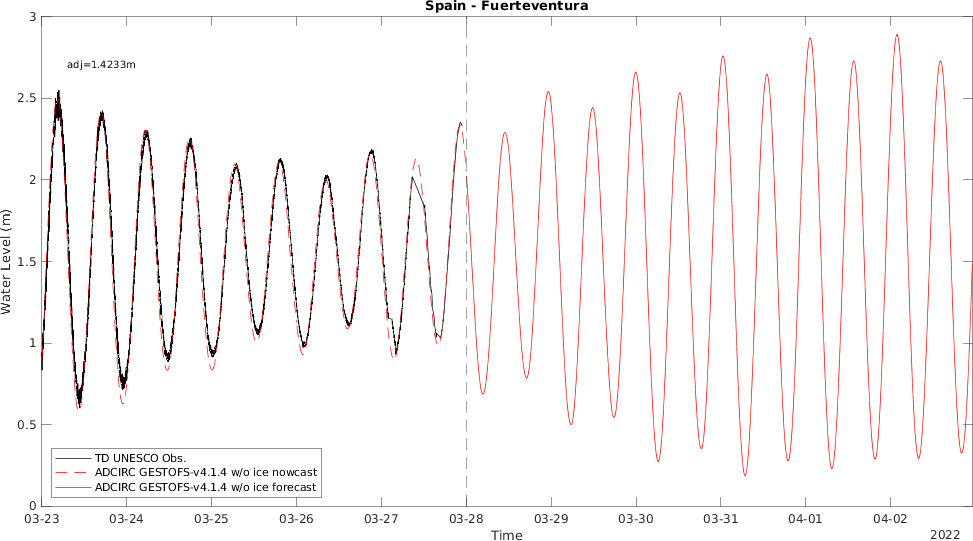 Spain - Fuerteventura
3
adj=1.4233m
2.5
2
Water Level (m)
1.5
1
0.5
TD UNESCO Obs.
ADCIRC GESTOFS-v4.1.4 w/o ice nowcast
ADCIRC GESTOFS-v4.1.4 w/o ice forecast
0
03-23 03-24 03-25 03-26 03-27 03-28 03-29 03-30 03-31 04-01 04-02
Time
2022